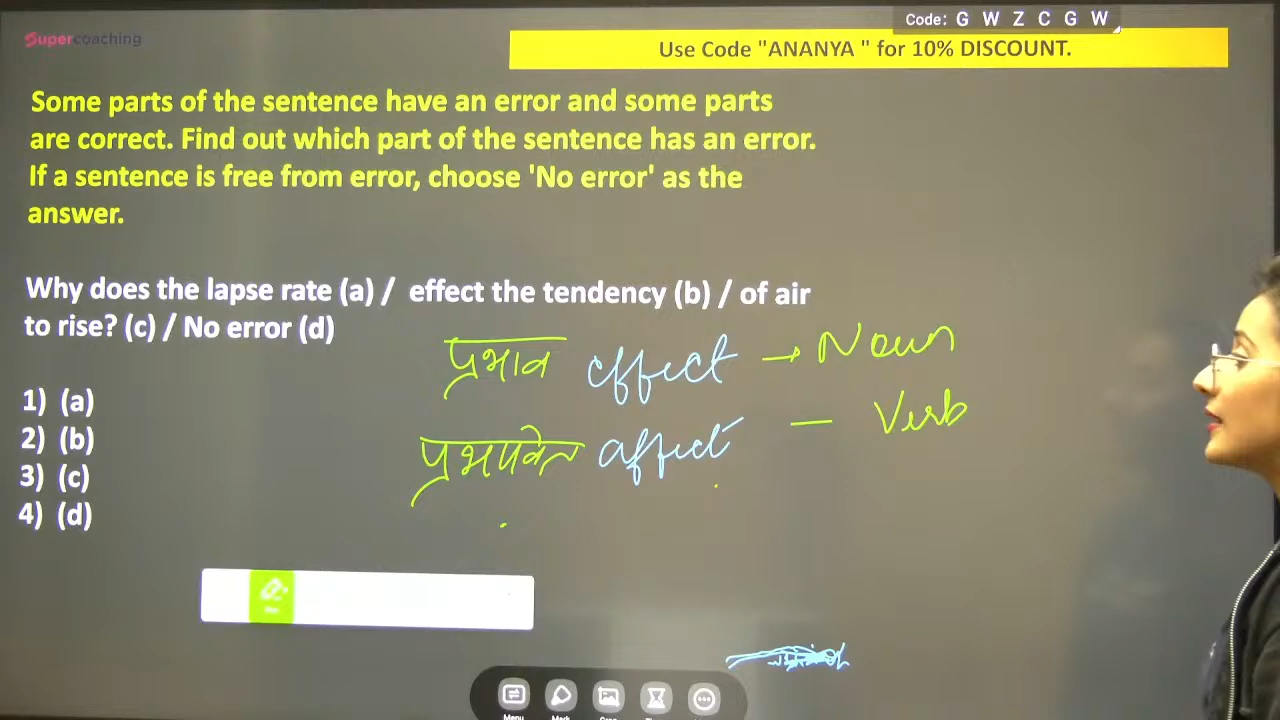 Code: G W Z C G W
Supercoaching
Use Code "ANANYA " for 10% DISCOUNT.
Some parts of the sentence have an error and some parts
are correct. Find out which part of the sentence has an error.
If a sentence is free from error, choose 'No error' as the
answer.
Why does the lapse rate (a) / effect the tendency (b) / of air
to rise? (c) / No error (d)
प्रभाव effect → Noun
affect — Verb
1) (a)
2) (b)
3) (c)
4) (d)
Menu
Mark